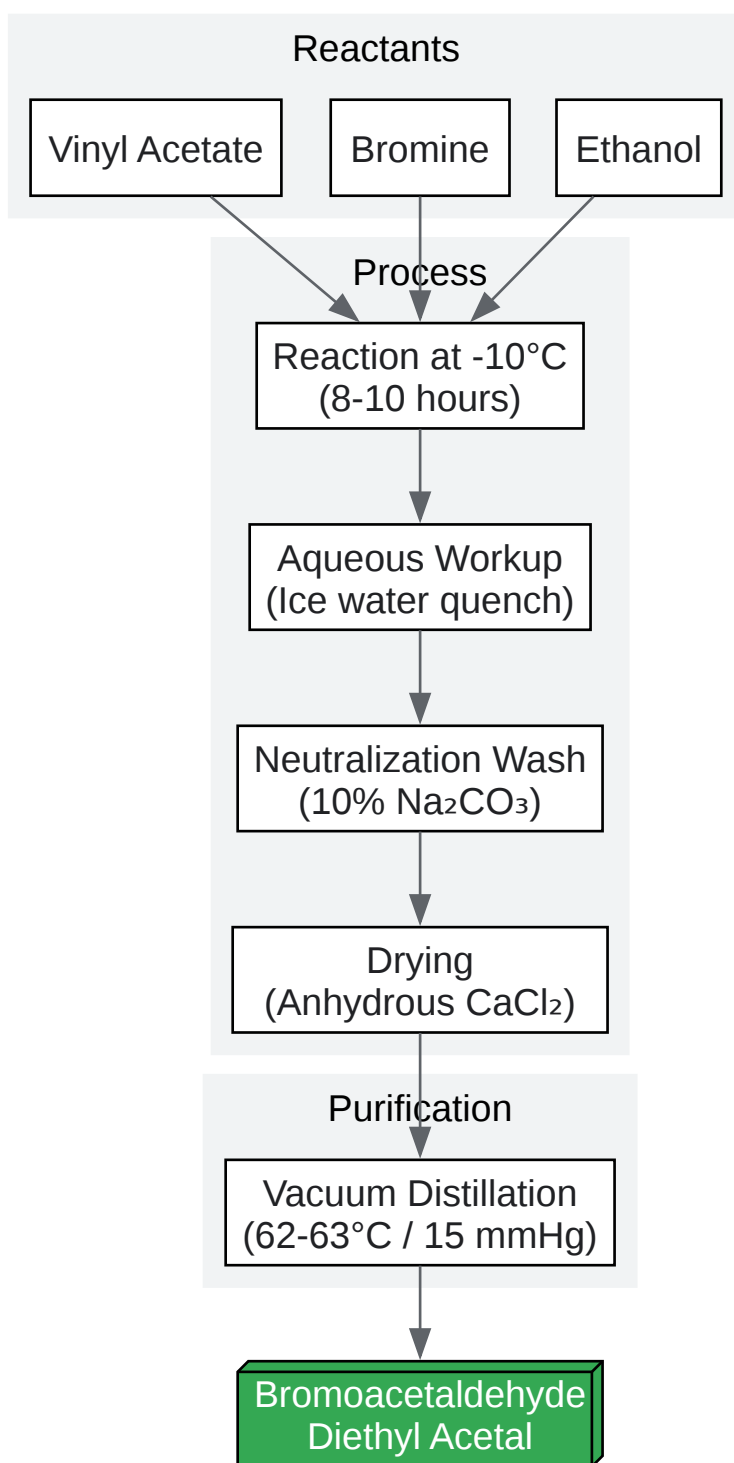 Reactants
Vinyl Acetate
Bromine
Ethanol
Process
Reaction at -10°C
(8-10 hours)
Aqueous Workup
(Ice water quench)
Neutralization Wash
(10% Na₂CO₃)
Drying
(Anhydrous CaCl₂)
Purification
Vacuum Distillation
(62-63°C / 15 mmHg)
Bromoacetaldehyde
Diethyl Acetal